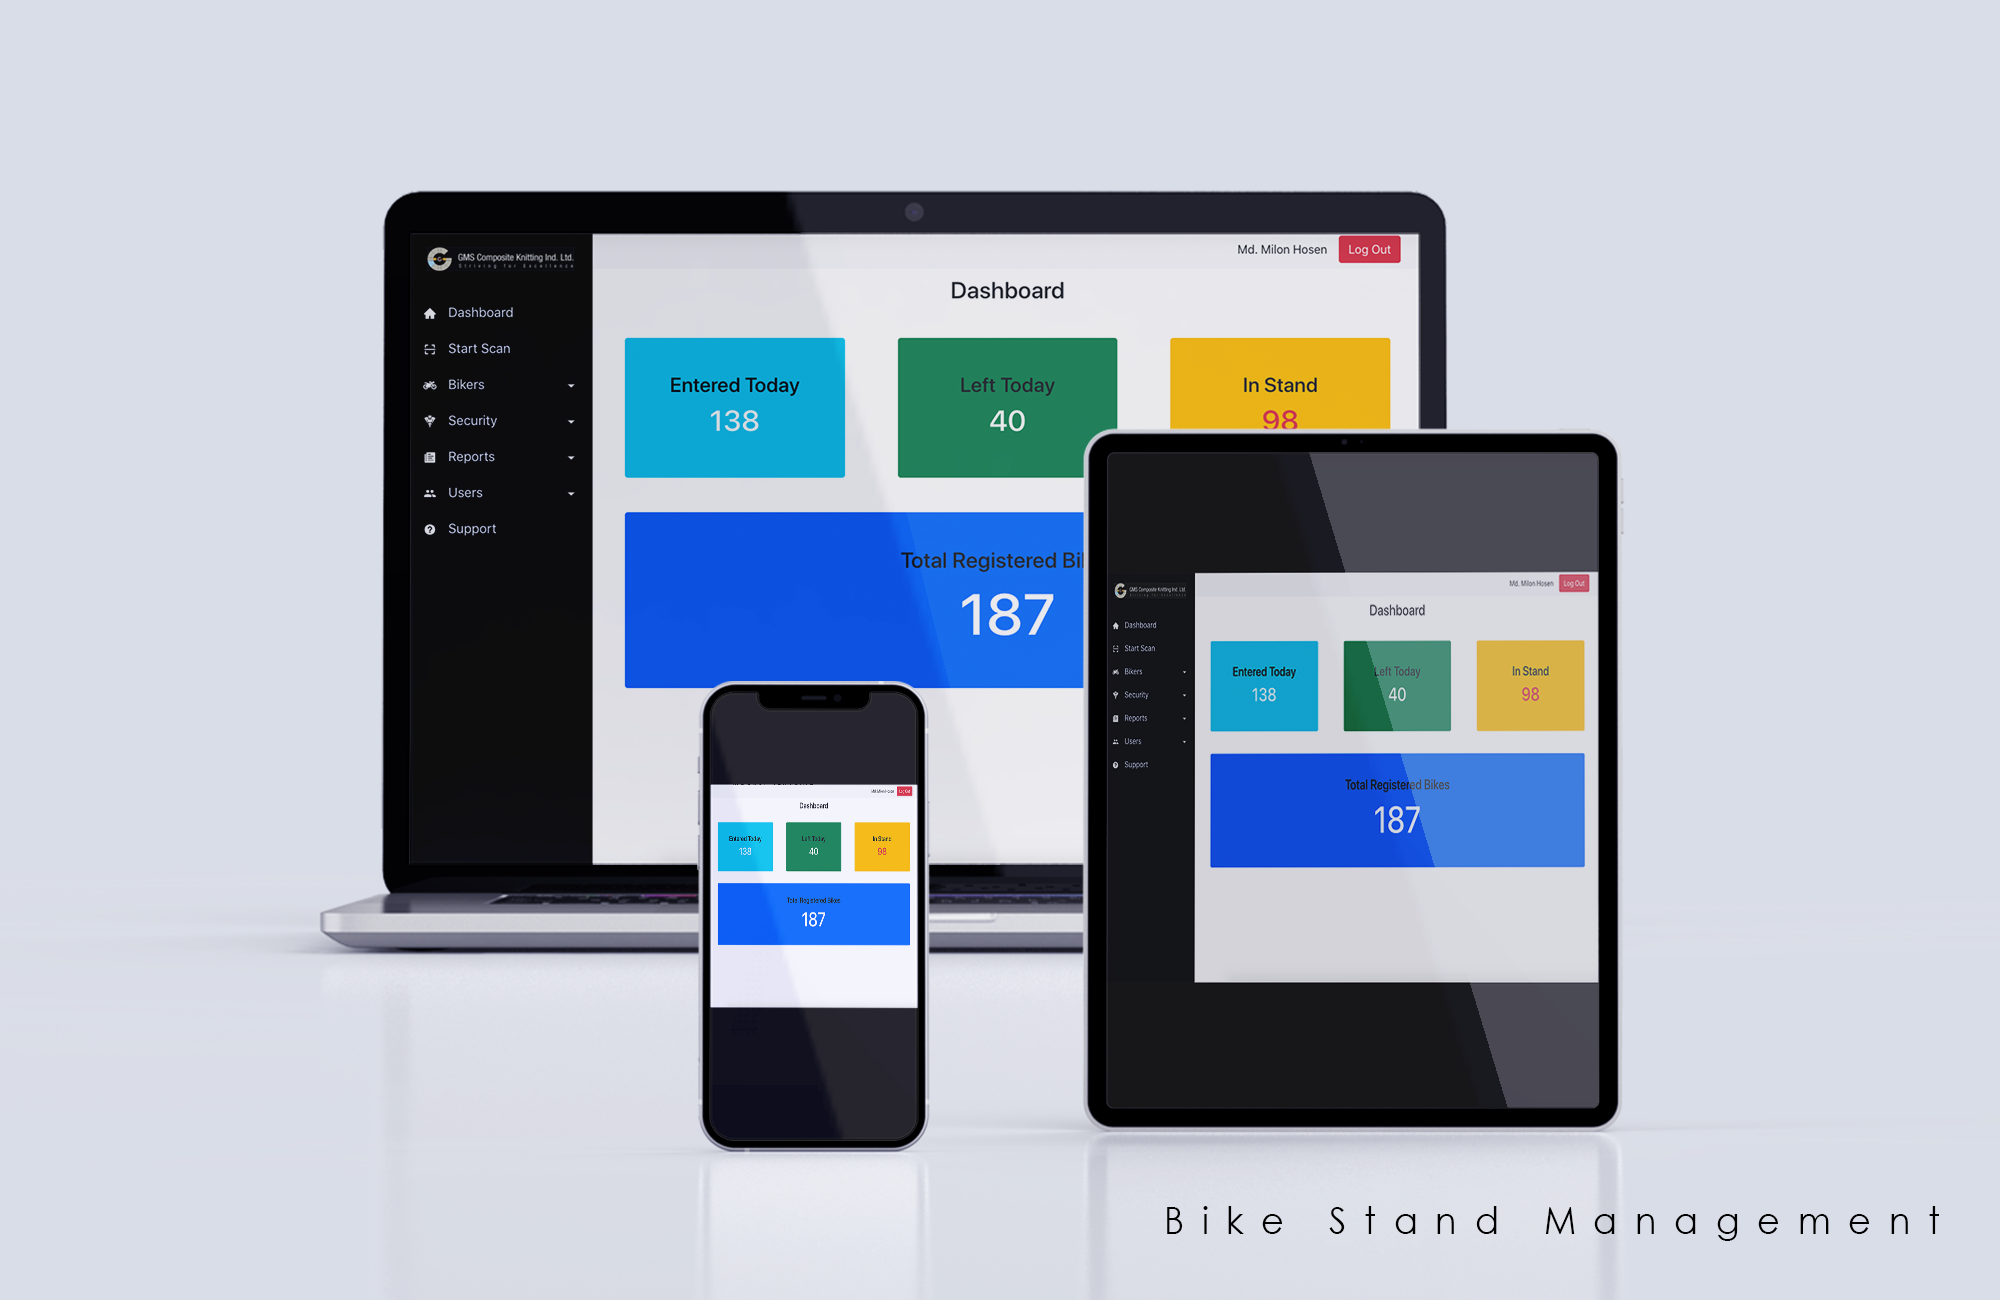 GMS Composite Knitting Ind. Ltd.
Striving for Excellence
Md. Milon Hosen
Log Out
Dashboard
Dashboard
Start Scan
Bikers
Security
Reports
Users
Support
Entered Today
138
Left Today
40
In Stand
98
Total Registered Bi
187
GMS Composite Knitting Ind. Ltd.
Striving for Excellence
Md. Milon Hosen
Log Out
Dashboard
Dashboard
Start Scan
Bikers
Security
Reports
Users
Support
Entered Today
138
Left Today
40
In Stand
98
Total Registered Bikes
187
Md. Milon Hosen
Log Out
Dashboard
Entered Today
138
Left Today
40
In Stand
98
Total Registered Bikes
187
Bike Stand Management